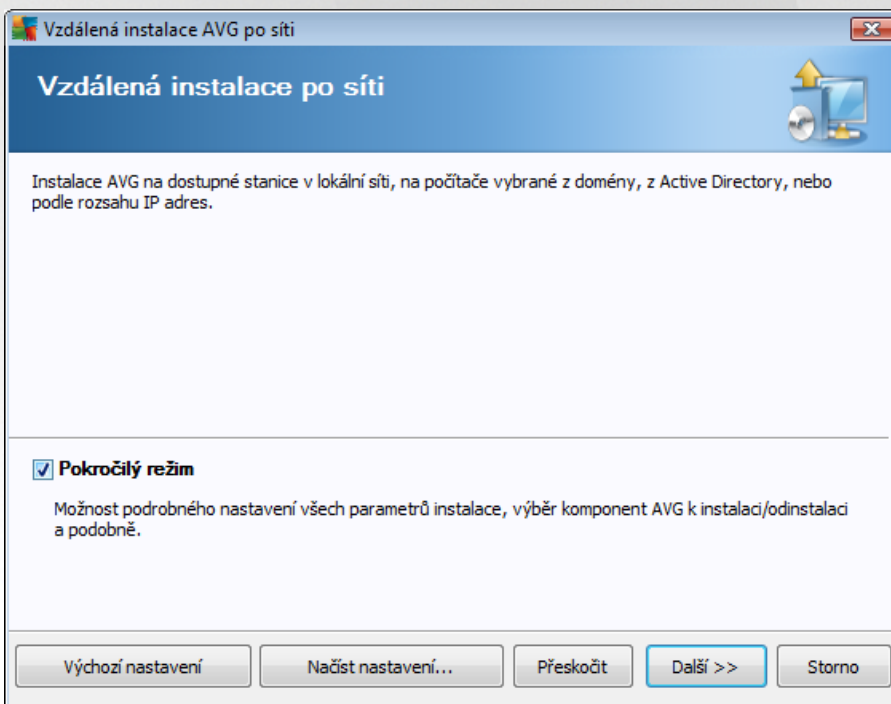 Vzdálená instalace AVG po síti
Vzdálená instalace po síti
Instalace AVG na dostupné stanice v lokální síti, na počítače vybrané z domény, z Active Directory, nebo
podle rozsahu IP adres.
Pokročilý režim
Možnost podrobného nastavení všech parametrů instalace, výběr komponent AVG k instalaci/odinstalaci
a podobně.
Výchozí nastavení Načíst nastavení... Přeskočit Další >> Storno